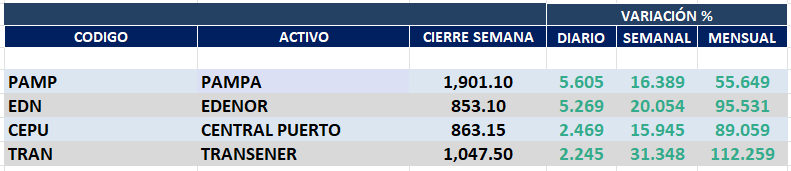 VARIACIÓN %
CODIGO ACTIVO CIERRE SEMANA DIARIO SEMANAL MENSUAL
PAMP PAMPA 1,901.10 5.605 16.389 55.649
EDN EDENOR 853.10 5.269 20.054 95.531
CEPU CENTRAL PUERTO 863.15 2.469 15.945 89.059
TRAN TRANSENER 1,047.50 2.245 31.348 112.259